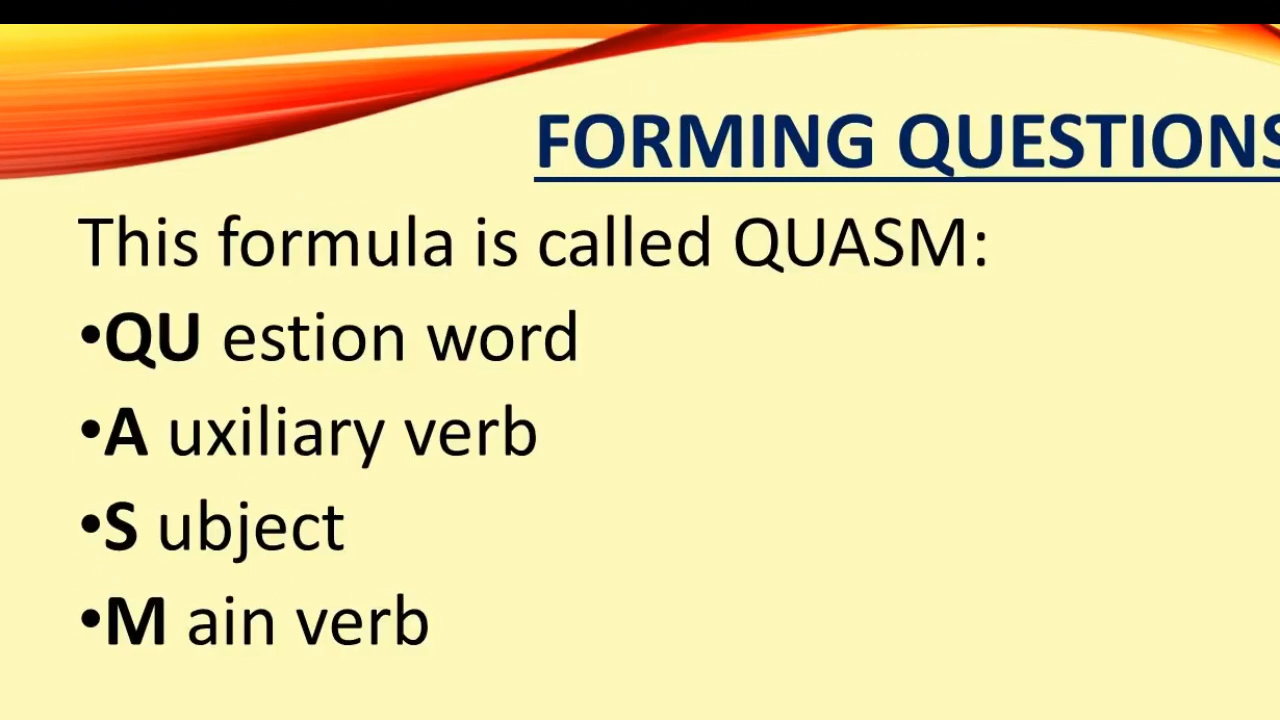 FORMING QUESTIONS
This formula is called QUASM:
•QU estion word
•A uxiliary verb
•S ubject
•M ain verb